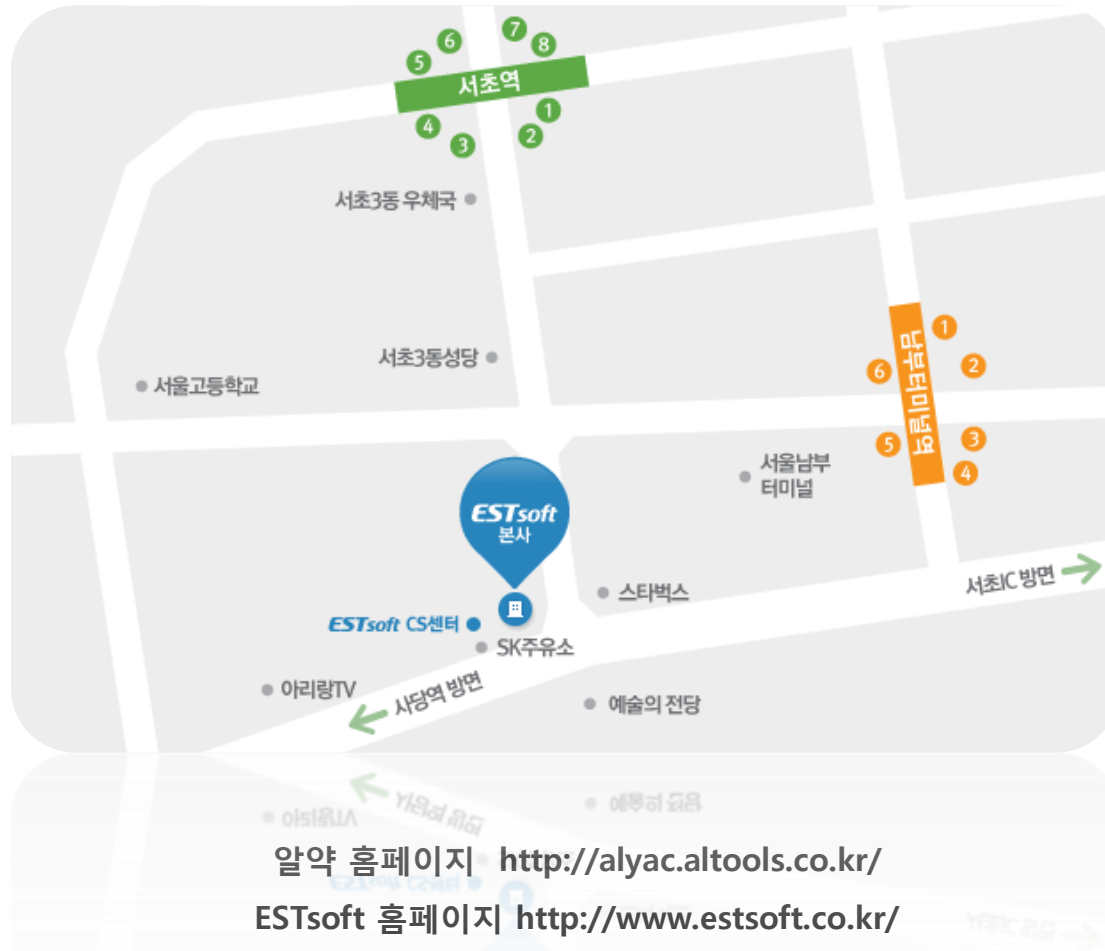 7
6
8
5
서초역
1
4
2
3
서초3동 우체국
1
남부터미널역
2
6
서초3동성당
서울고등학교
3
5
서울남부
터미널
4
ESTsoft
본사
서초IC 방면
스타벅스
ESTsoft CS센터
SK주유소
아리랑TV
사당역 방면
예술의 전당
알약 홈페이지 http://alyac.altools.co.kr/
ESTsoft 홈페이지 http://www.estsoft.co.kr/